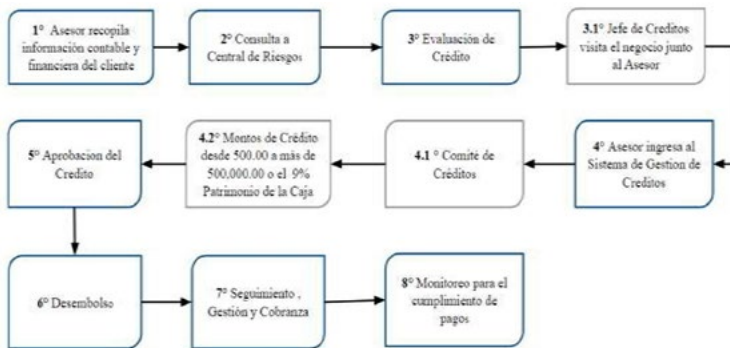 1° Asesor recopila
información contable y
financiera del cliente
2° Consulta a
Central de Riesgos
3° Evaluación de
Crédito
3.1° Jefe de Creditos
visita el negocio junto
al Asesor
4° Asesor ingresa al
Sistema de Gestion de
Creditos
4.1 ° Comité de
Créditos
4.2° Montos de Crédito
desde 500.00 a más de
500,000.00 o el 9%
Patrimonio de la Caja
5° Aprobacion del
Credito
6° Desembolso
7° Seguimiento ,
Gestión y Cobranza
8° Monitoreo para el
cumplimiento de
pagos